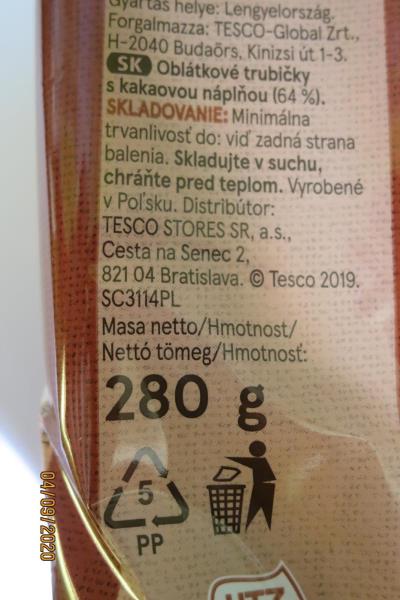 Gyártás helye: Lengyelország.
Forgalmazza: TESCO-Global Zrt.,
H-2040 Budaörs, Kinizsi út 1-3.
SK Oblátkové trubičky
s kakaovou náplňou (64 %).
SKLADOVANIE: Minimálna
trvanlivosť do: viď zadná strana
balenia. Skladujte v suchu,
chráňte pred teplom. Vyrobené
v Poľsku. Distribútor:
TESCO STORES SR, a.s.,
Cesta na Senec 2,
821 04 Bratislava. © Tesco 2019.
SC3114PL
Masa netto/Hmotnost/
Nettó tömeg/Hmotnosť:
280 g
5
PP
UTZ
04/09/2020